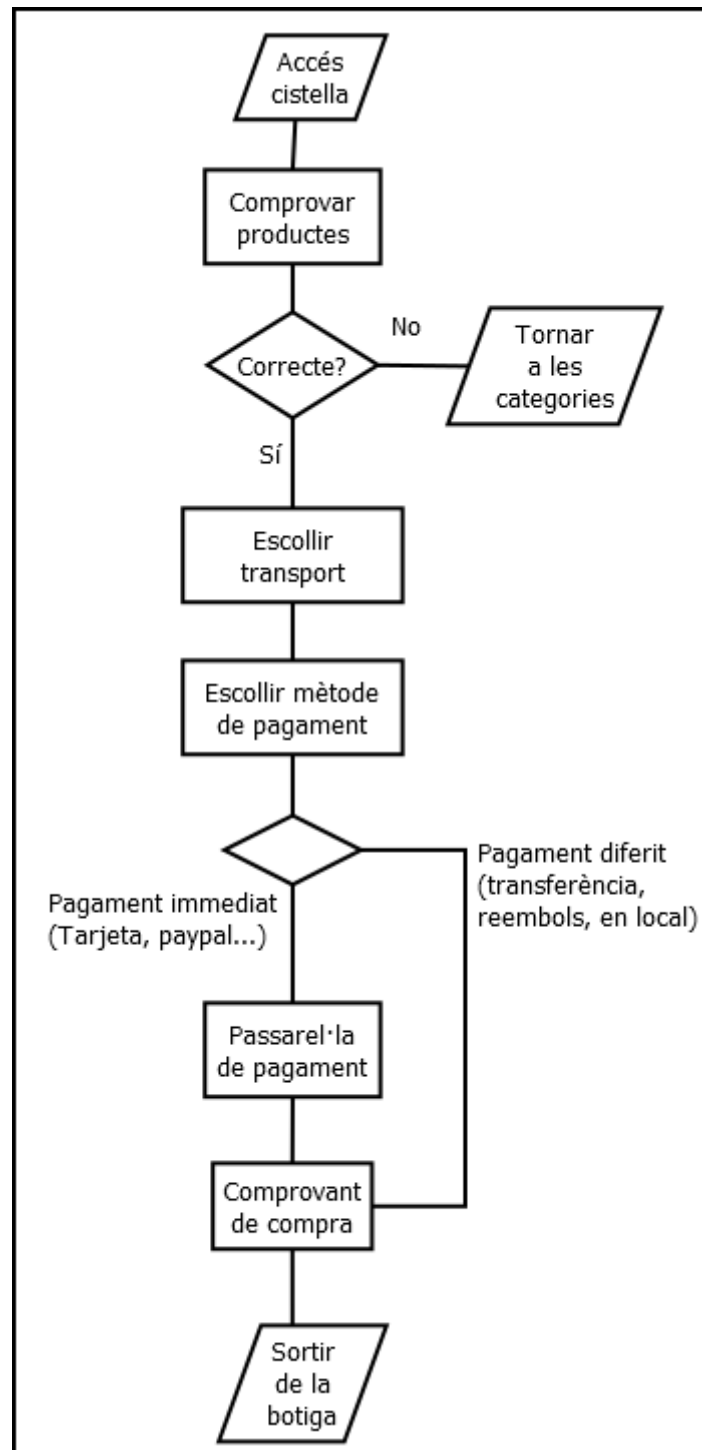 Accés
cistella
Comprovar
productes
No
Tornar
a les
categories
Correcte?
Sí
Escollir
transport
Escollir mètode
de pagament
Pagament diferit
(transferència,
reembols, en local)
Pagament immediat
(Tarjeta, paypal...)
Passarel·la
de pagament
Comprovant
de compra
Sortir
de la
botiga